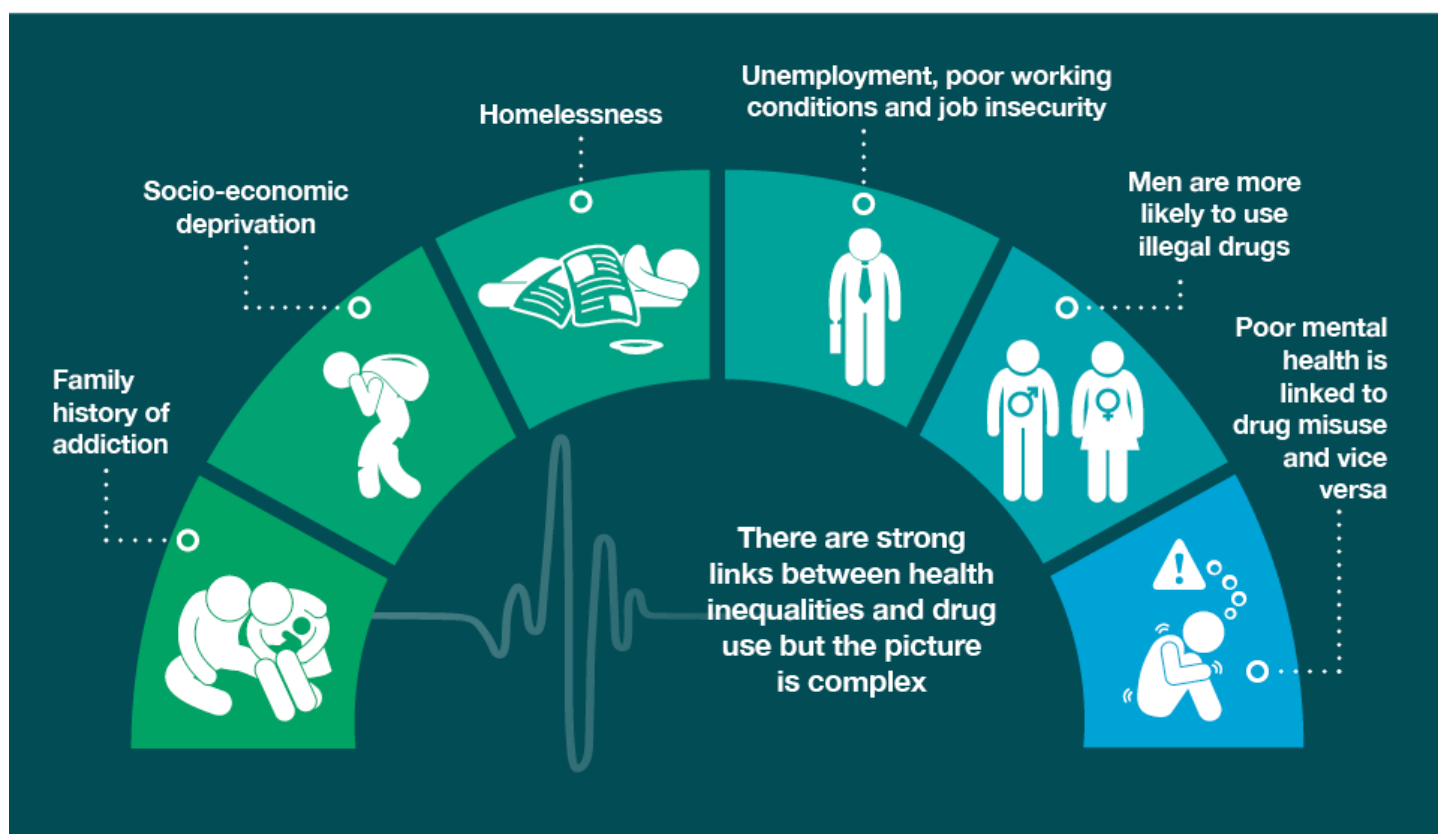 Family
history of
addiction
Socio-economic
deprivation
Homelessness
Unemployment, poor working
conditions and job insecurity
Men are more
likely to use
illegal drugs
Poor mental
health is
linked to
drug misuse
and vice
versa
There are strong
links between health
inequalities and drug
use but the picture
is complex